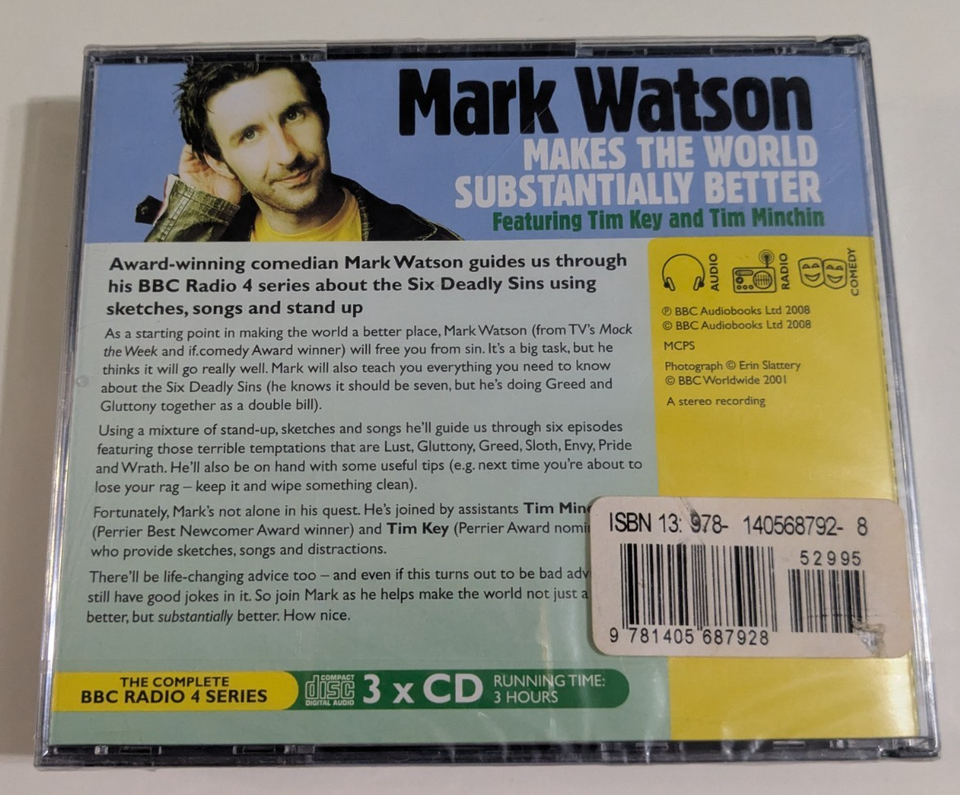 Mark Watson
MAKES THE WORLD
SUBSTANTIALLY BETTER
Featuring Tim Key and Tim Minchin
Award-winning comedian Mark Watson guides us through
his BBC Radio 4 series about the Six Deadly Sins using
sketches, songs and stand up
As a starting point in making the world a better place, Mark Watson (from TV's Mock
the Week and if.comedy Award winner) will free you from sin. It's a big task, but he
thinks it will go really well. Mark will also teach you everything you need to know
about the Six Deadly Sins (he knows it should be seven, but he's doing Greed and
Gluttony together as a double bill).
Using a mixture of stand-up, sketches and songs he'll guide us through six episodes
featuring those terrible temptations that are Lust, Gluttony, Greed, Sloth, Envy, Pride
and Wrath. He'll also be on hand with some useful tips (e.g. next time you're about to
lose your rag – keep it and wipe something clean).
Fortunately, Mark's not alone in his quest. He's joined by assistants Tim
(Perrier Best Newcomer Award winner) and Tim Key (Perrier Award
who provide sketches, songs and distractions.
There'll be life-changing advice too – and even if this turns out to be bad
still have good jokes in it. So join Mark as he helps make the world not just a
better, but substantially better. How nice.
THE COMPLETE
BBC RADIO 4 SERIES
COMPACT
disc
DIGITAL AUDIO
3 x CD
RUNNING TIME:
3 HOURS
AUDIO
RADIO
COMEDY
℗ BBC Audiobooks Ltd 2008
© BBC Audiobooks Ltd 2008
MCPS
Photograph © Erin Slattery
© BBC Worldwide 2001
A stereo recording
ISBN 13: 978- 140568792- 8
52995
9 781405 687928